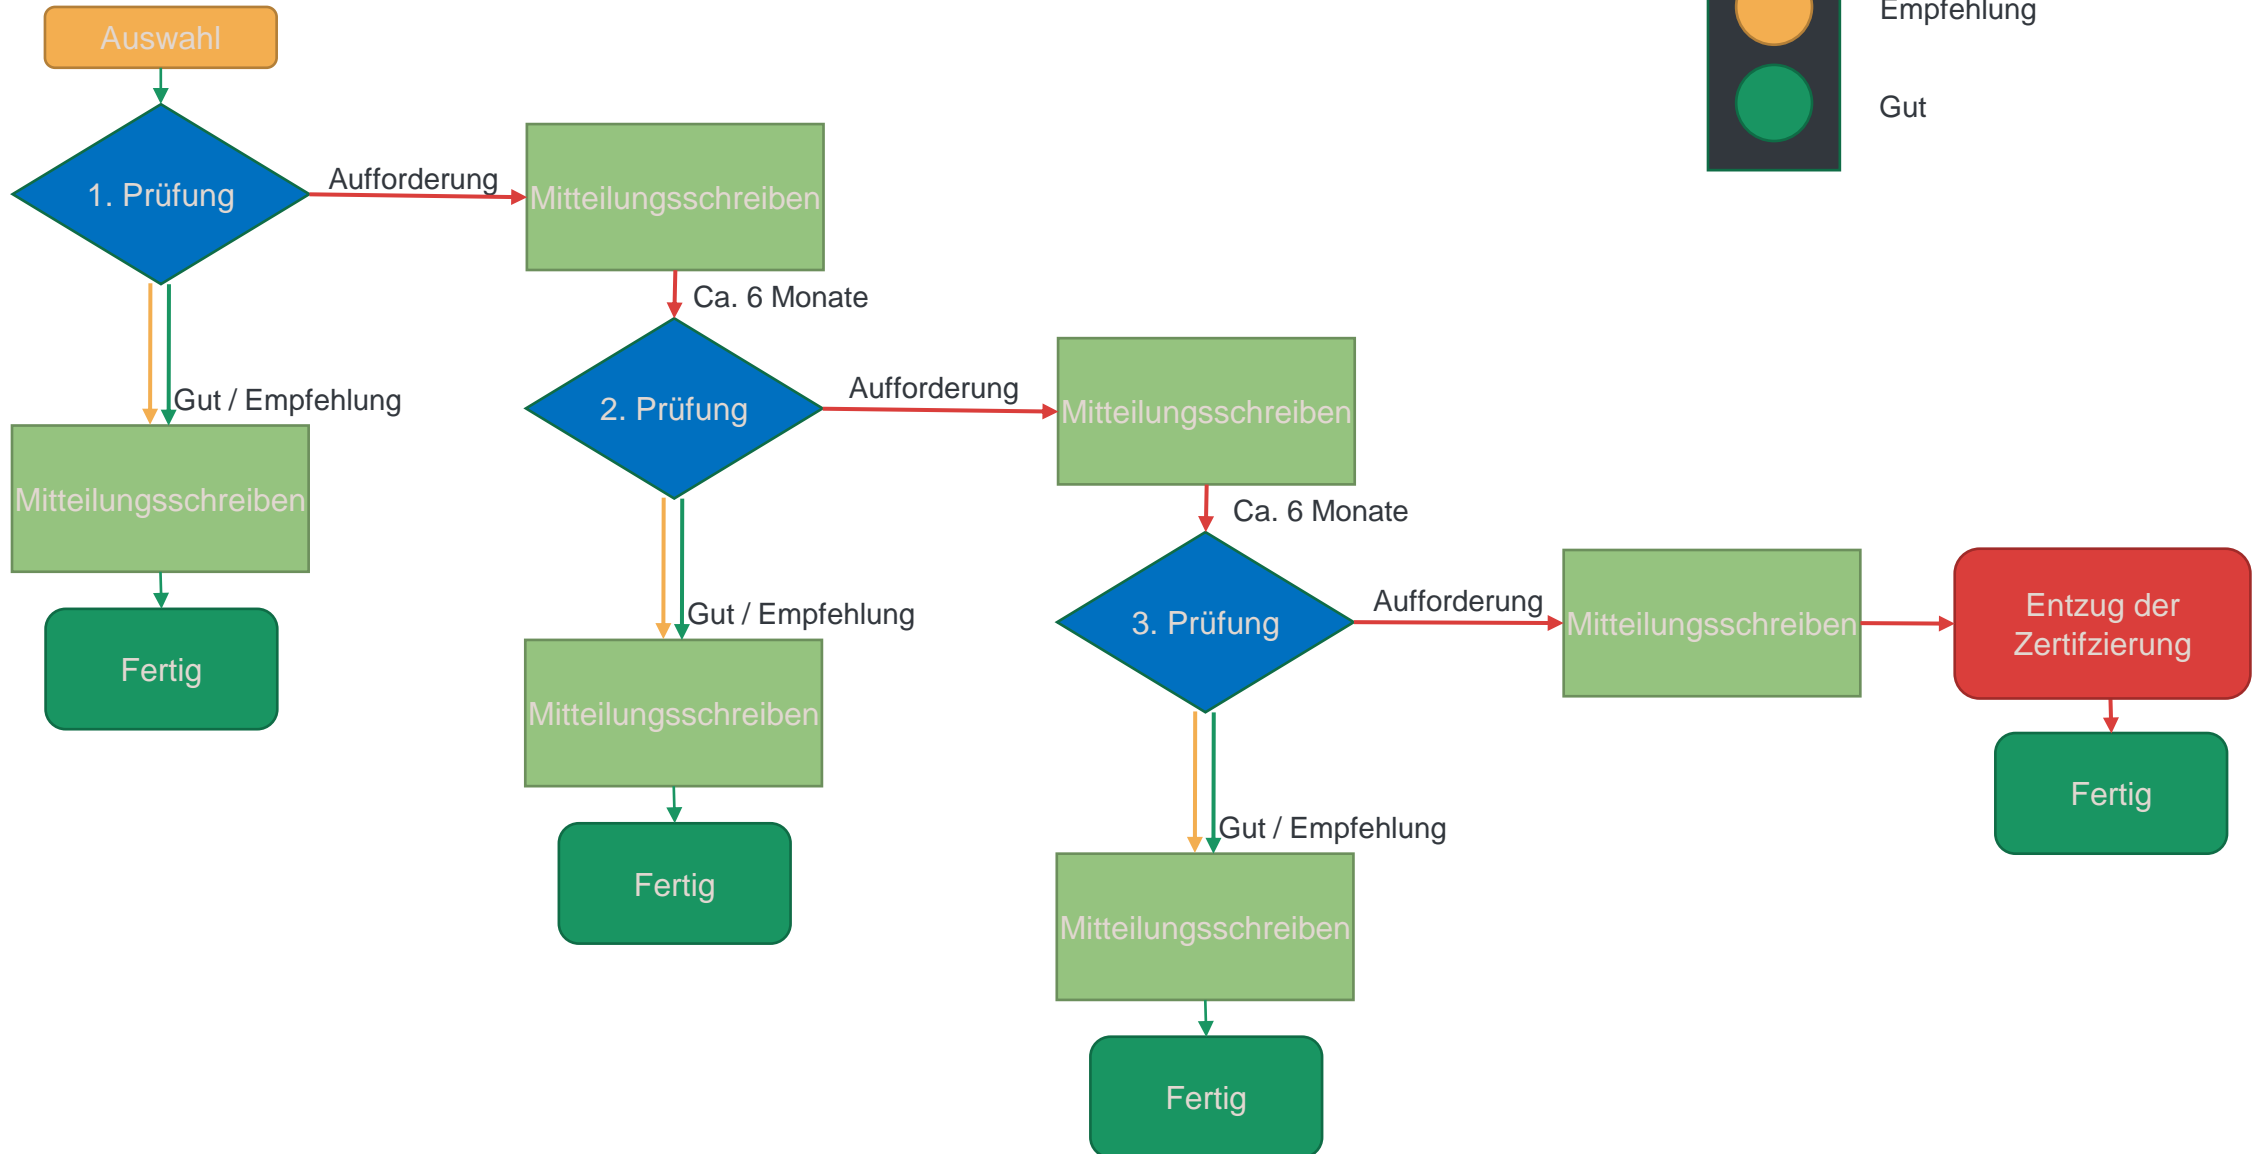 Empfehlung
Auswahl
Gut
1. Prüfung
Aufforderung
Mitteilungsschreiben
Ca. 6 Monate
Gut / Empfehlung
2. Prüfung
Aufforderung
Mitteilungsschreiben
Mitteilungsschreiben
Ca. 6 Monate
Fertig
Gut / Empfehlung
3. Prüfung
Aufforderung
Mitteilungsschreiben
Entzug der
Zertifzierung
Mitteilungsschreiben
Fertig
Gut / Empfehlung
Fertig
Mitteilungsschreiben
Fertig